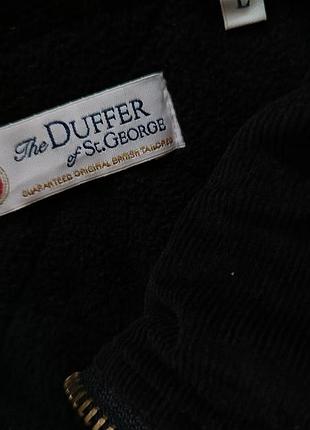 L
The DUFFER
of St. GEORGE
GUARANTEED ORIGINAL BRITISH TAILORED